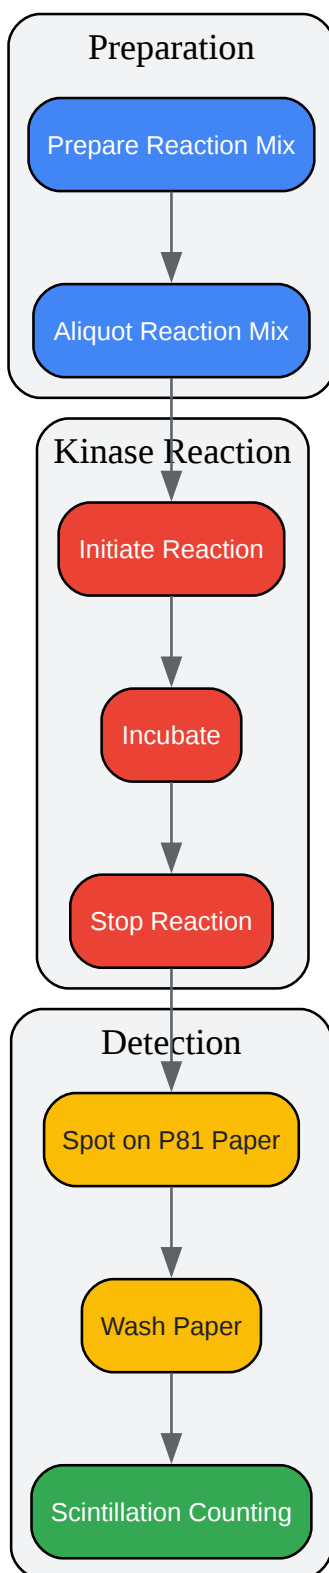 Preparation
Prepare Reaction Mix
Aliquot Reaction Mix
Kinase Reaction
Initiate Reaction
Incubate
Stop Reaction
Detection
Spot on P81 Paper
Wash Paper
Scintillation Counting